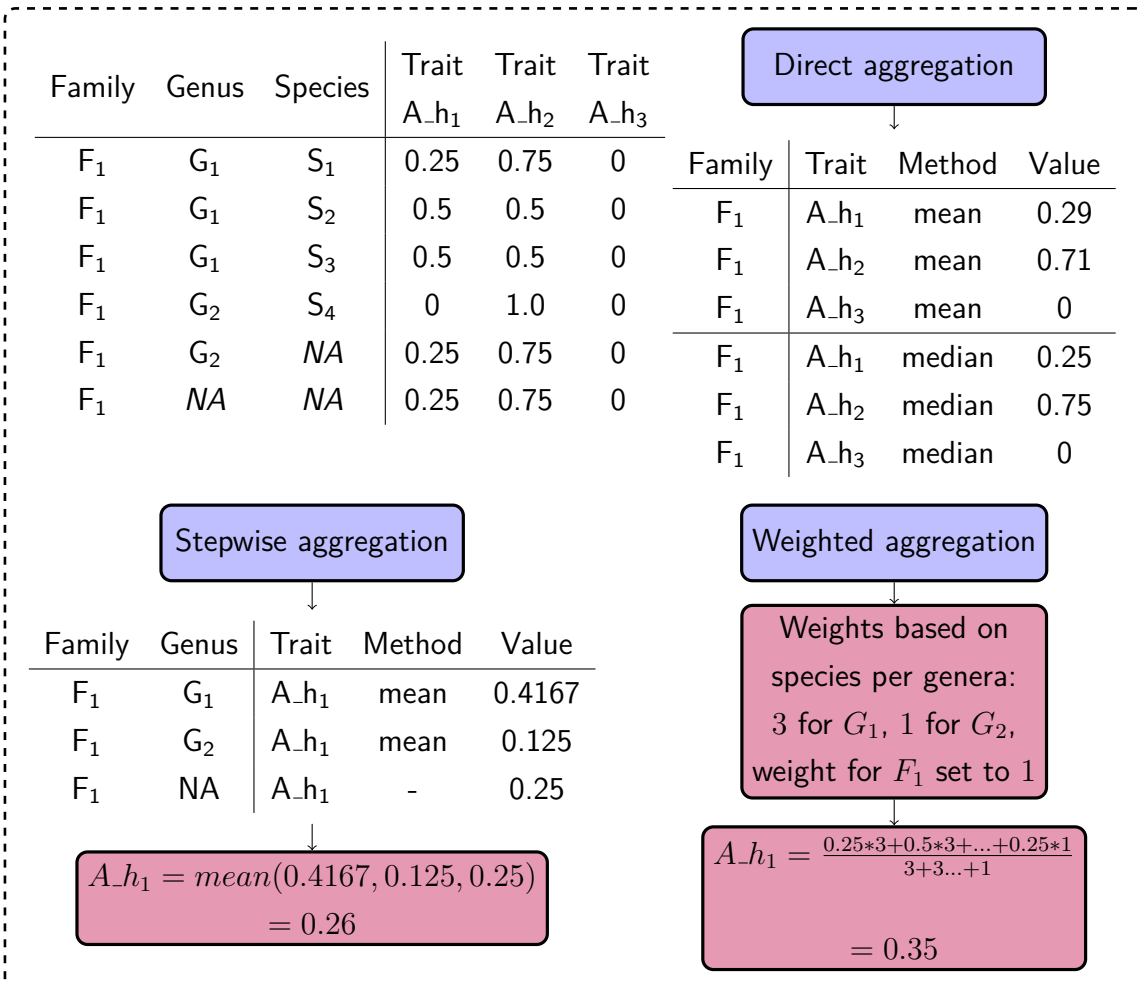 Family Genus Species Trait A_h₁ Trait A_h₂ Trait A_h₃
F₁ G₁ S₁ 0.25 0.75 0
F₁ G₁ S₂ 0.5 0.5 0
F₁ G₁ S₃ 0.5 0.5 0
F₁ G₂ S₄ 0 1.0 0
F₁ G₂ NA 0.25 0.75 0
F₁ NA NA 0.25 0.75 0
Direct aggregation
Family Trait Method Value
F₁ A_h₁ mean 0.29
F₁ A_h₂ mean 0.71
F₁ A_h₃ mean 0
F₁ A_h₁ median 0.25
F₁ A_h₂ median 0.75
F₁ A_h₃ median 0
Stepwise aggregation
Family Genus Trait Method Value
F₁ G₁ A_h₁ mean 0.4167
F₁ G₂ A_h₁ mean 0.125
F₁ NA A_h₁ - 0.25
A_h₁ = mean(0.4167, 0.125, 0.25)
= 0.26
Weighted aggregation
Weights based on
species per genera:
3 for G₁, 1 for G₂,
weight for F₁ set to 1
A_h₁ = \frac{0.25*3+0.5*3+...+0.25*1}{3+3...+1}
= 0.35